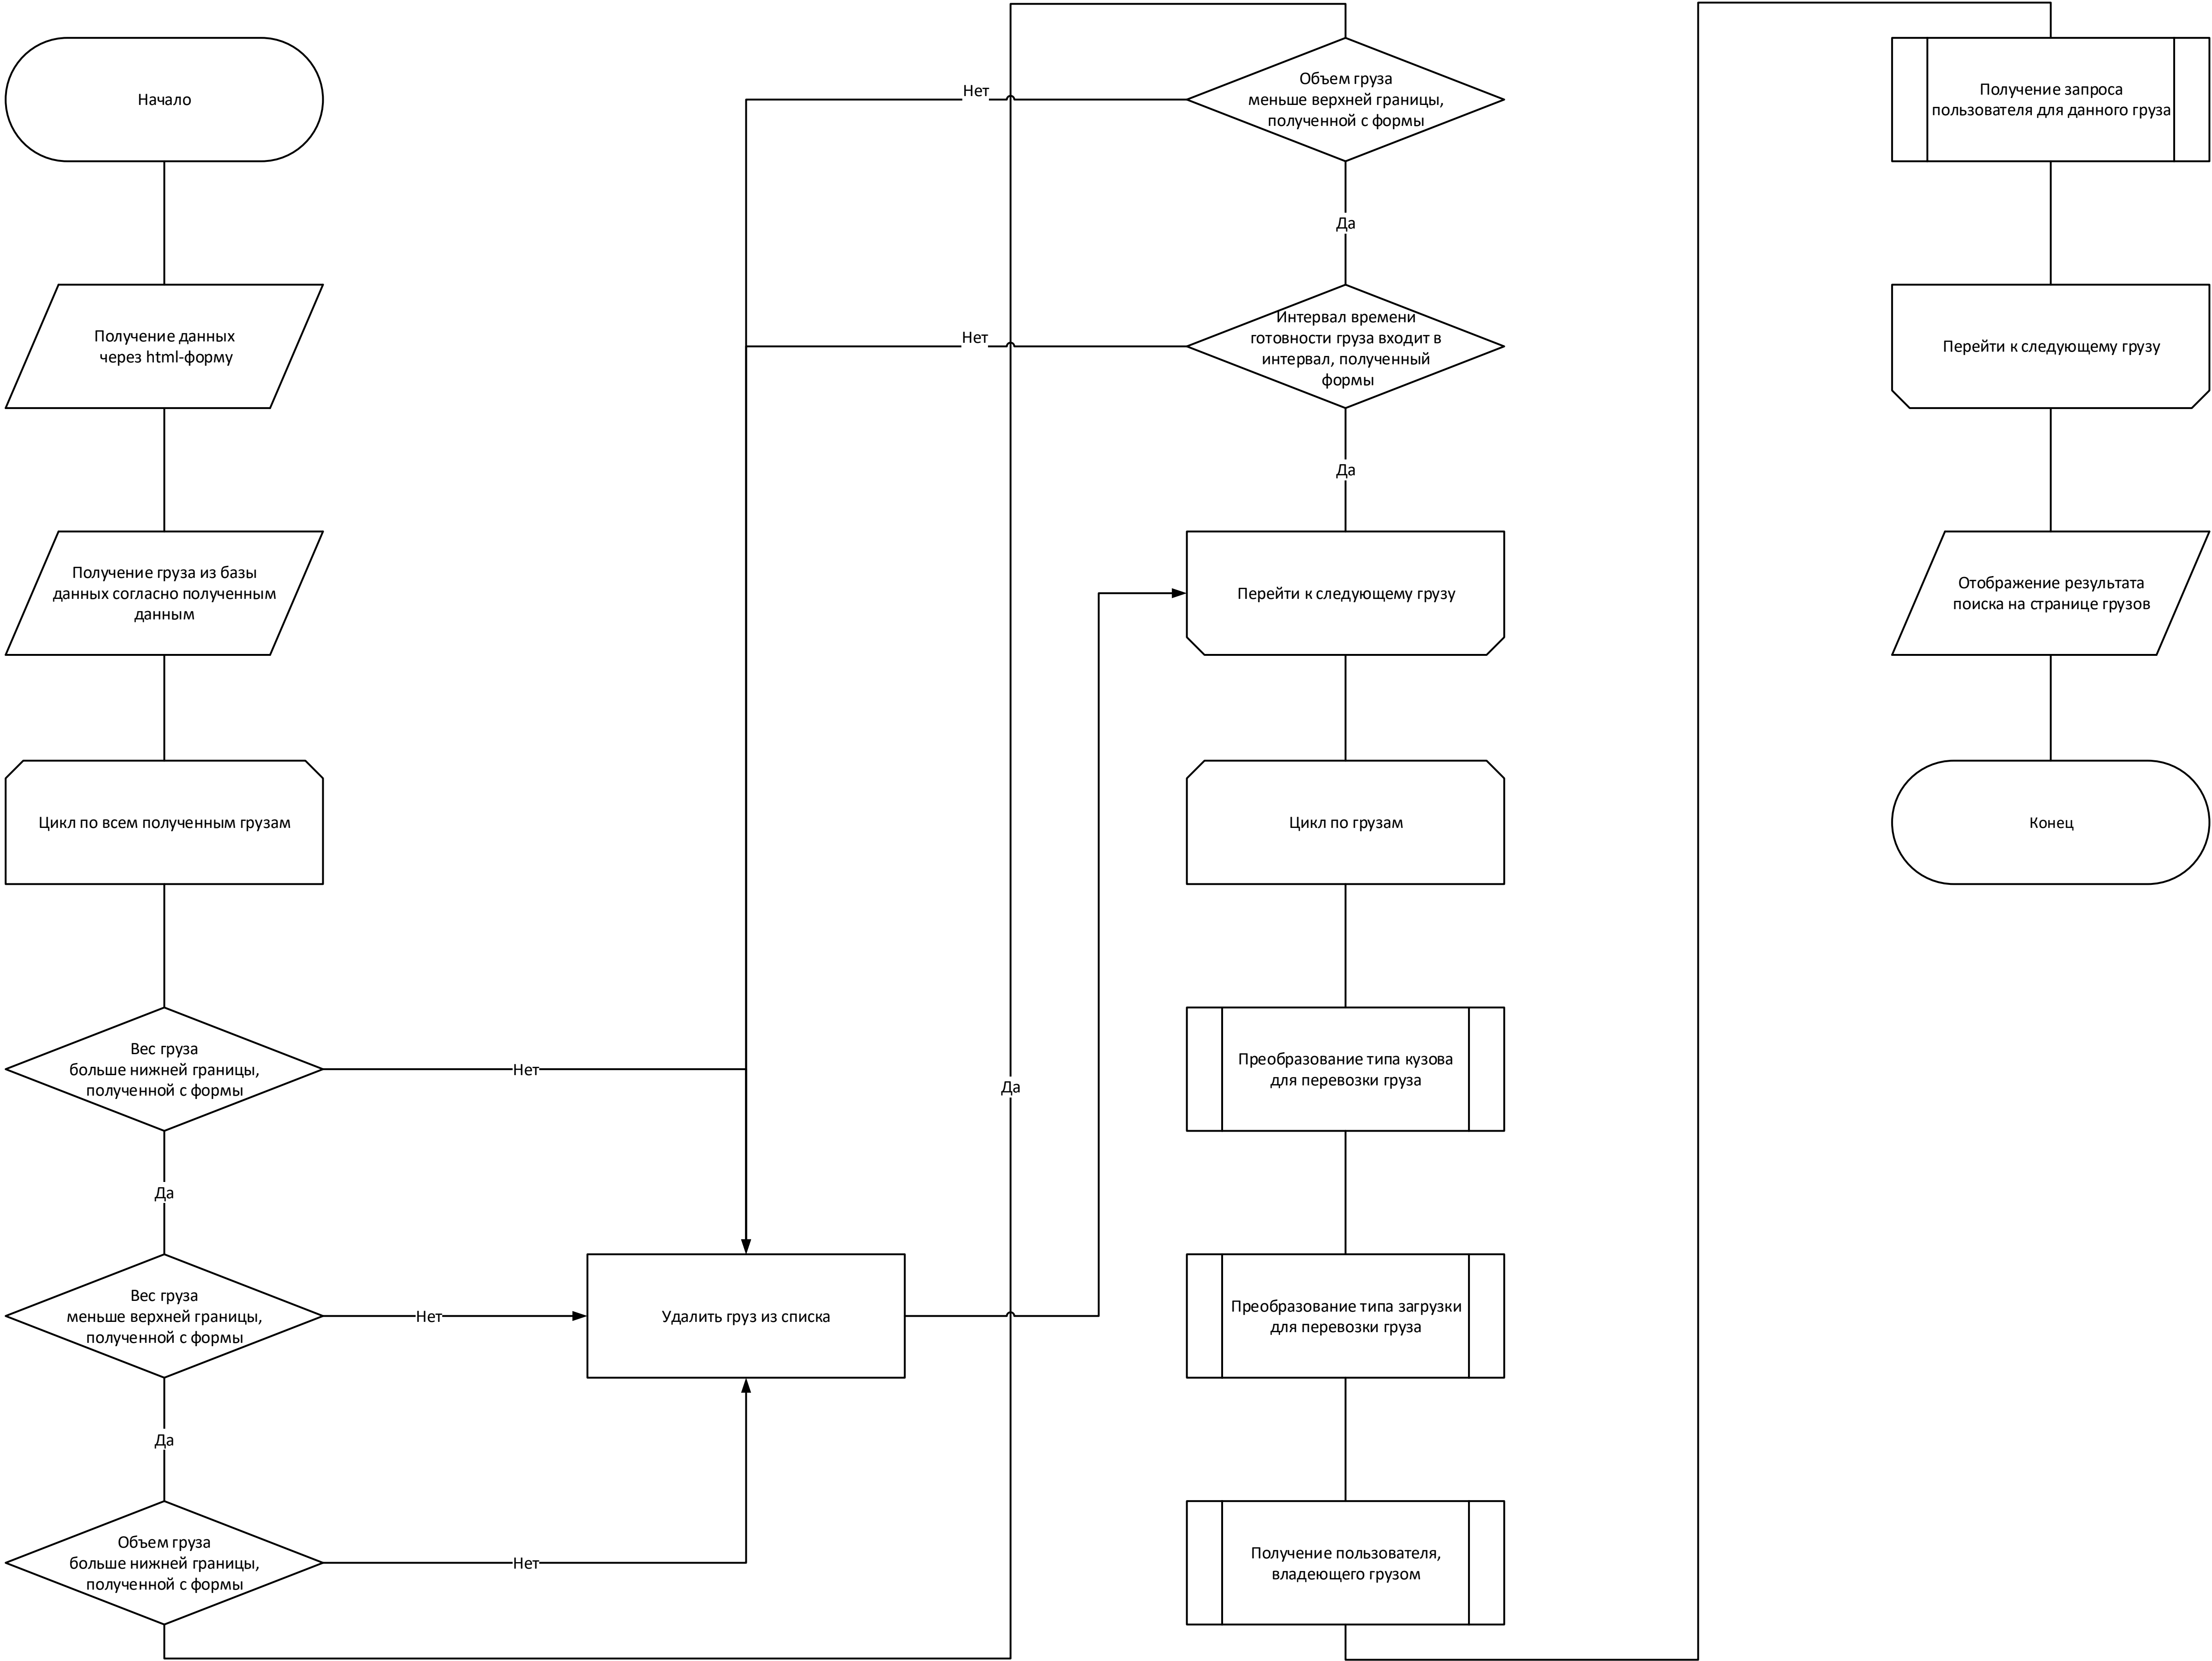 Начало
Получение данных
через html-форму
Получение груза из базы
данных согласно полученным
данным
Цикл по всем полученным грузам
Вес груза
больше нижней границы,
полученной с формы
Нет
Да
Вес груза
меньше верхней границы,
полученной с формы
Нет
Да
Объем груза
больше нижней границы,
полученной с формы
Нет
Удалить груз из списка
Да
Объем груза
меньше верхней границы,
полученной с формы
Нет
Да
Интервал времени
готовности груза входит в
интервал, полученный
формы
Нет
Да
Перейти к следующему грузу
Цикл по грузам
Преобразование типа кузова
для перевозки груза
Преобразование типа загрузки
для перевозки груза
Получение пользователя,
владеющего грузом
Получение запроса
пользователя для данного груза
Перейти к следующему грузу
Отображение результата
поиска на странице грузов
Конец